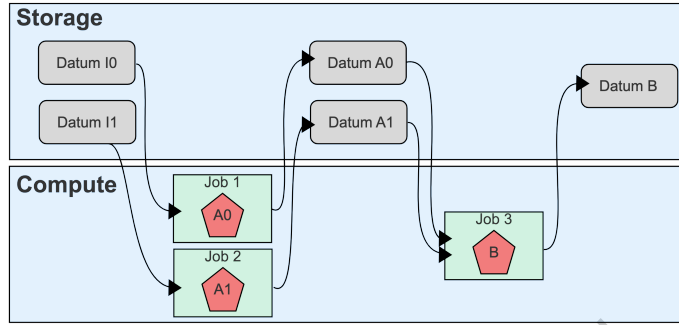 Storage
Datum I0
Datum A0
Datum B
Datum I1
Datum A1
Compute
Job 1
A0
Job 3
B
Job 2
A1